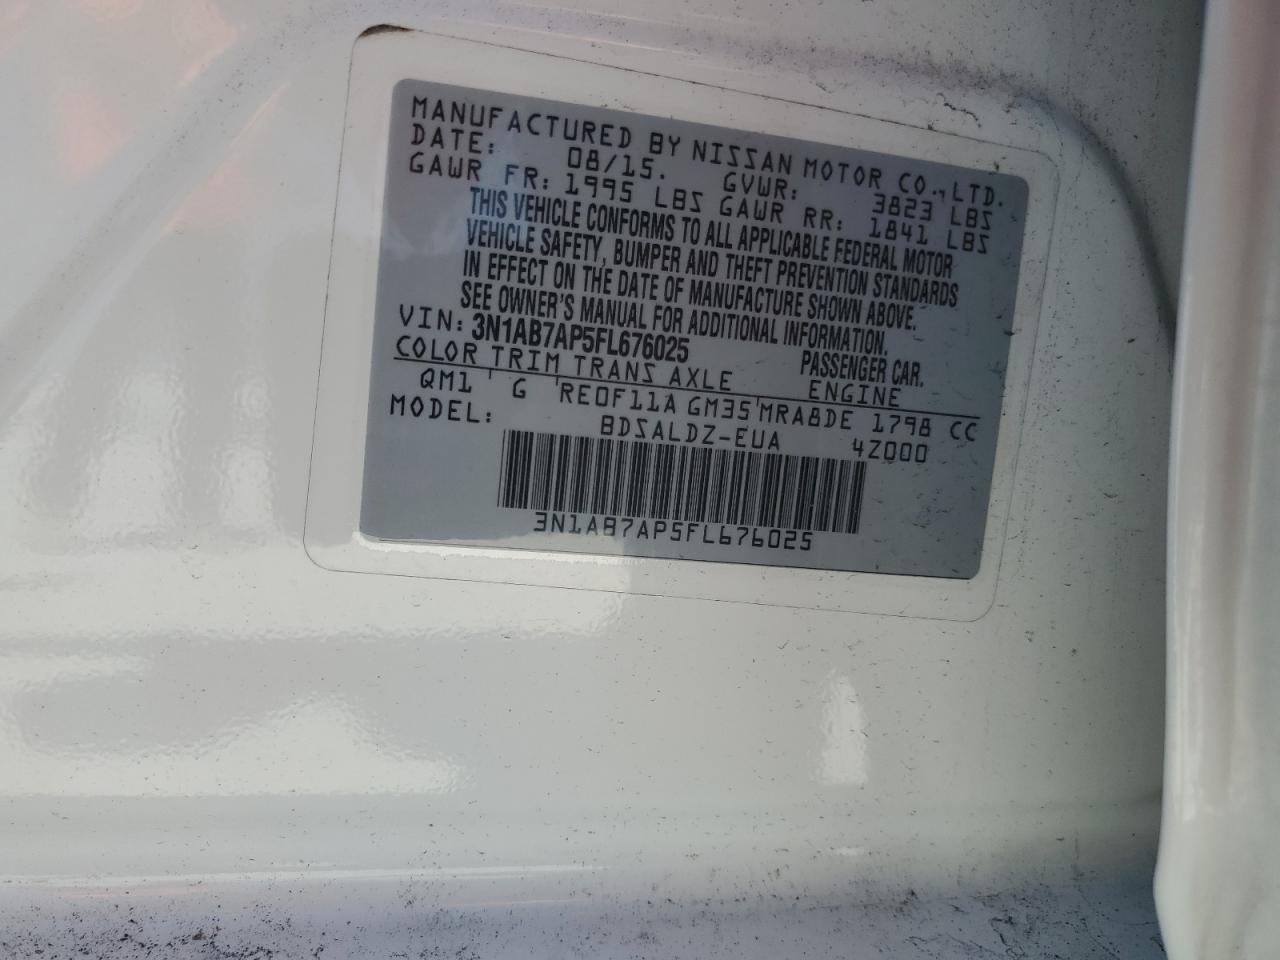 MANUFACTURED BY NISSAN MOTOR CO.,LTD.
DATE: 08/15. GVWR: 3823 LBS
GAWR FR: 1995 LBS GAWR RR: 1841 LBS
THIS VEHICLE CONFORMS TO ALL APPLICABLE FEDERAL MOTOR
VEHICLE SAFETY, BUMPER AND THEFT PREVENTION STANDARDS
IN EFFECT ON THE DATE OF MANUFACTURE SHOWN ABOVE.
SEE OWNER'S MANUAL FOR ADDITIONAL INFORMATION.
VIN: 3N1AB7AP5FL676025 PASSENGER CAR.
COLOR TRIM TRANS AXLE ENGINE
QM1 G RE0F11A GM35 MRA8DE 1798 CC
MODEL: BDSALDZ-EUA 4Z000
3N1AB7AP5FL676025